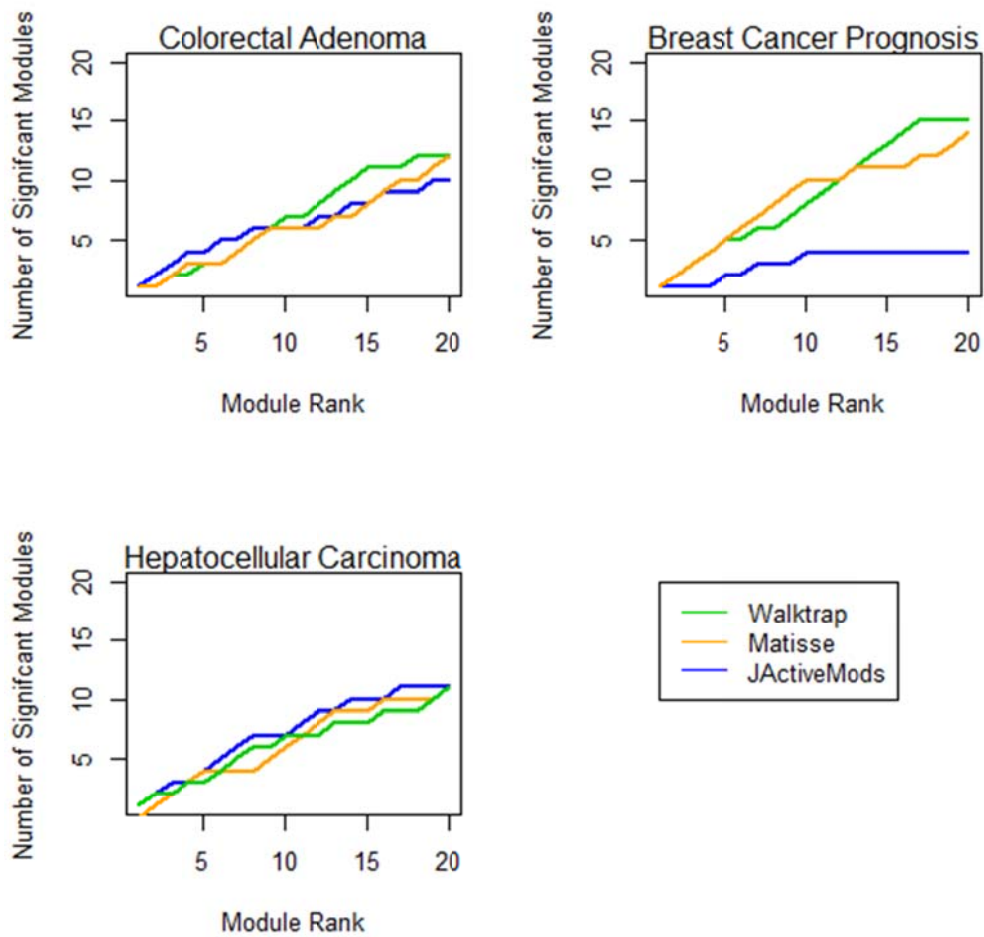 Colorectal Adenoma
Number of Signifcant Modules
20
15
10
5
5 10 15 20
Module Rank
Breast Cancer Prognosis
Number of Signifcant Modules
20
15
10
5
5 10 15 20
Module Rank
Hepatocellular Carcinoma
Number of Signifcant Modules
20
15
10
5
5 10 15 20
Module Rank
Walktrap
Matisse
JActiveMods